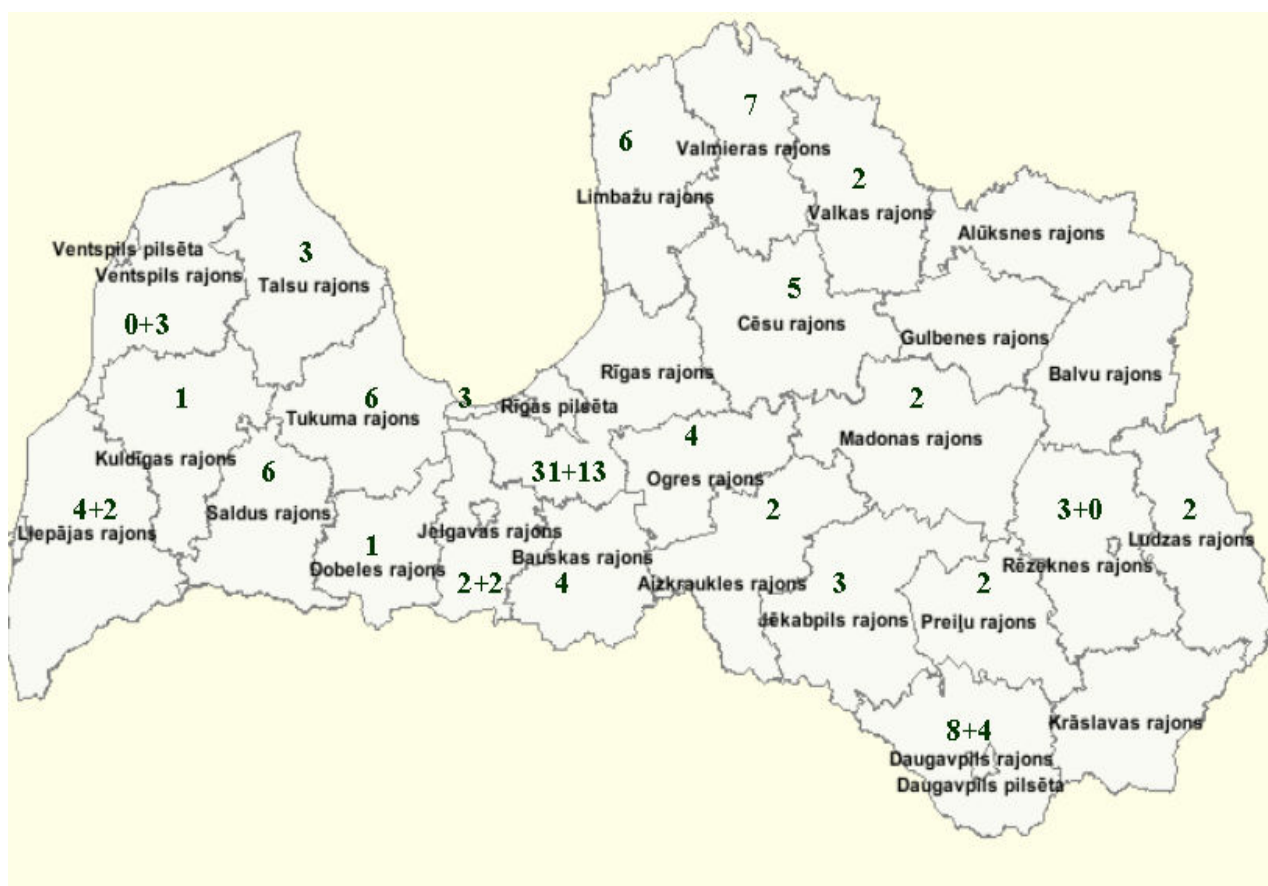 7
6
Valmieras rajons
2
Limbažu rajons
Valkas rajons
Alūksnes rajons
Ventspils pilsēta
3
Ventspils rajons
Talsu rajons
5
0+3
Cēsu rajons
Gulbenes rajons
Rīgas rajons
Balvu rajons
1
6
3
Rīgas pilsēta
2
Tukuma rajons
4
Madonas rajons
Kuldīgas rajons
6
31+13
Ogres rajons
4+2
Saldus rajons
2
3+0
2
Liepājas rajons
Jelgavas rajons
Ludzas rajons
1
Bauskas rajons
Rēzeknes rajons
Dobeles rajons
2+2
4
Aizkraukles rajons
3
2
Jēkabpils rajons
Preiļu rajons
8+4
Krāslavas rajons
Daugavpils rajons
Daugavpils pilsēta